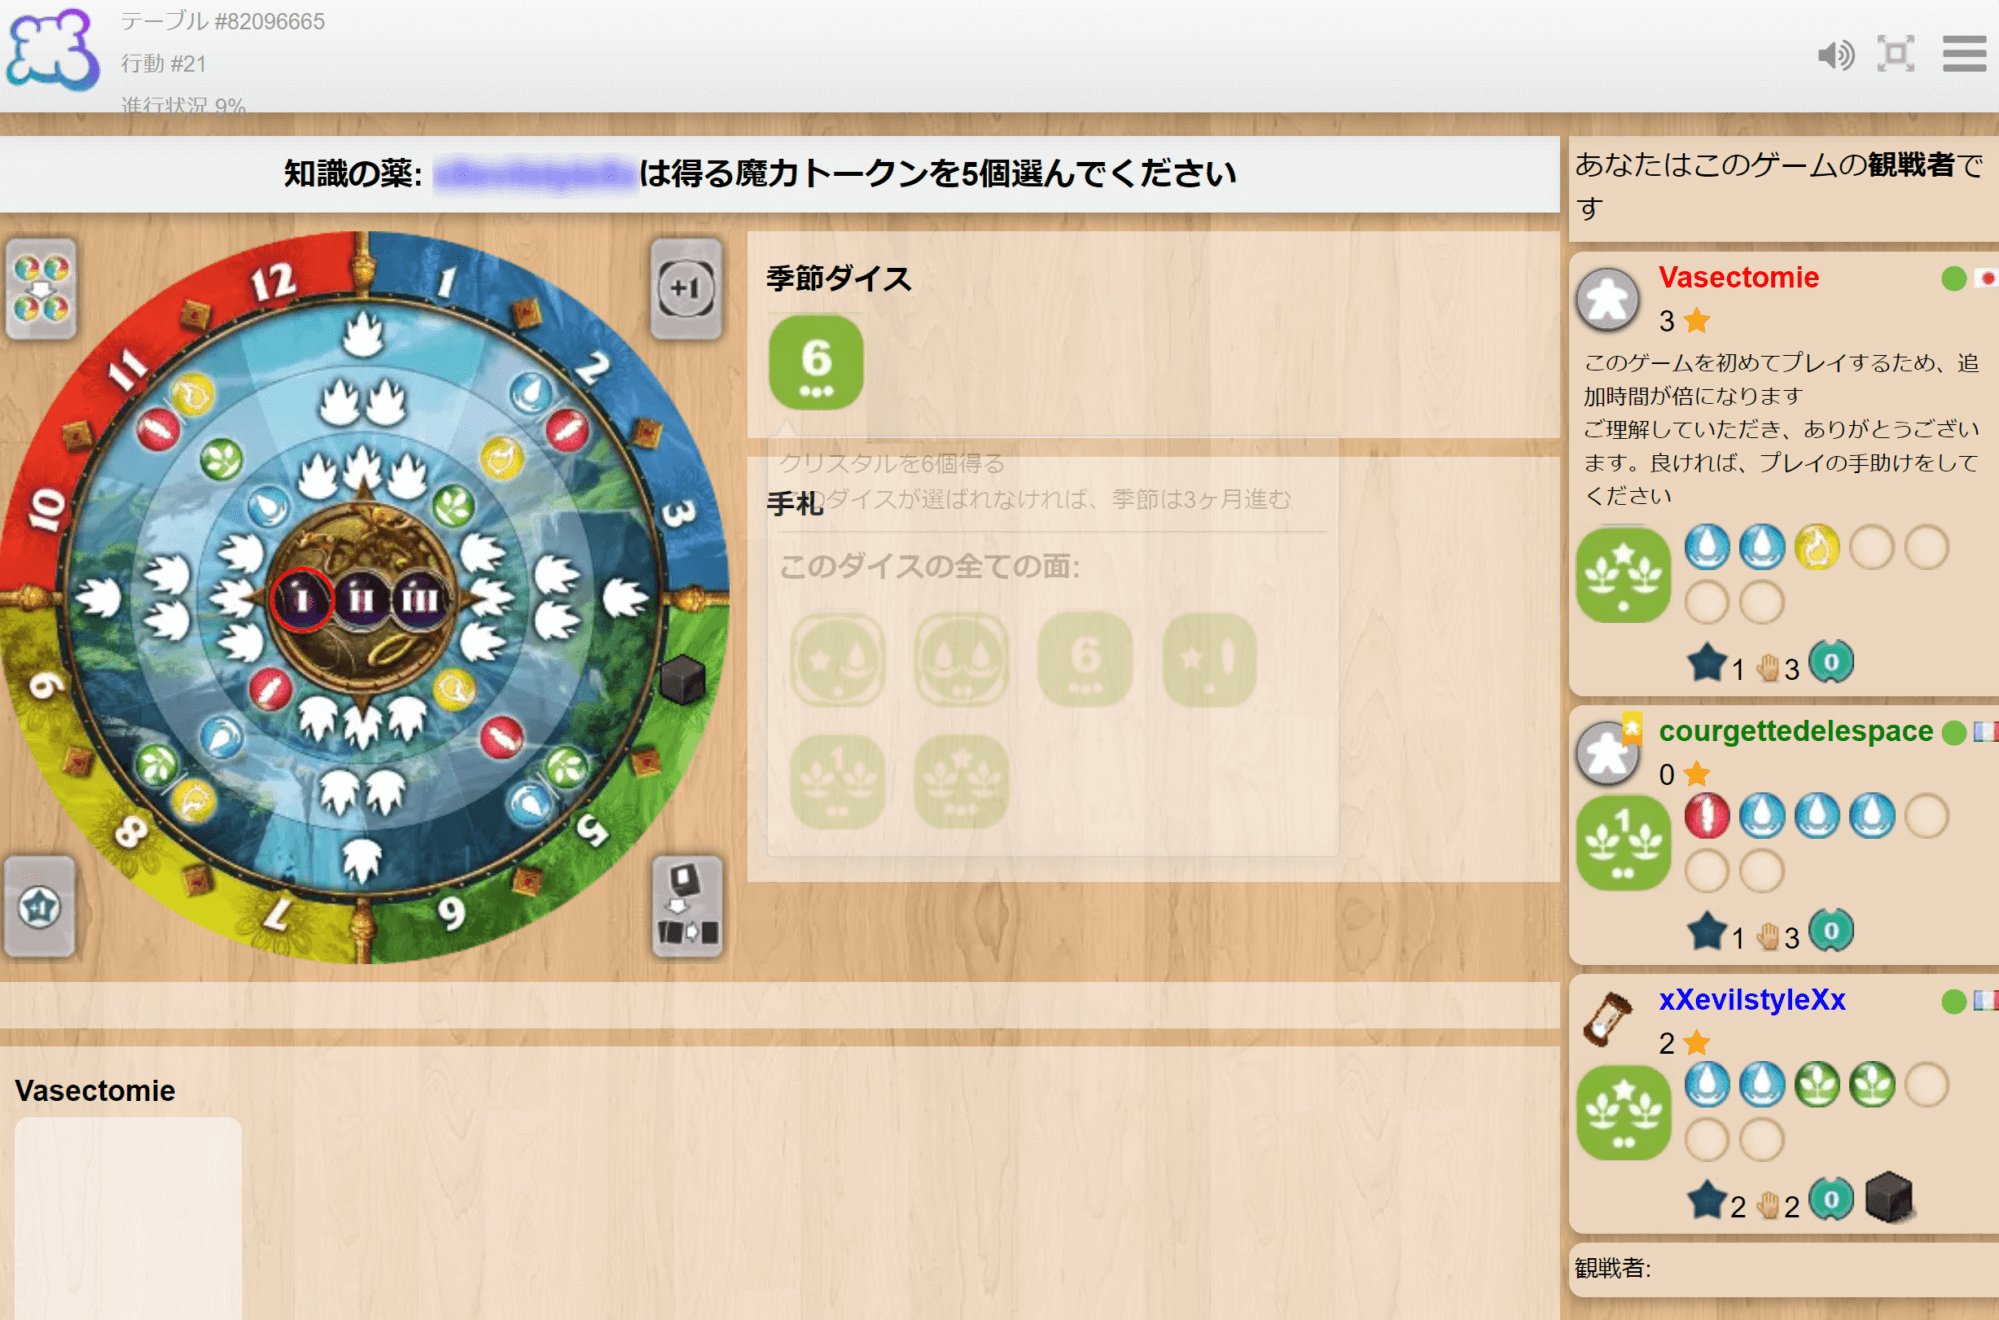 テーブル #82096665
行動 #21
進行状況 9%
知識の薬: は得る魔力トークンを5個選んでください
12
1
2
3
5
6
7
8
9
10
11
i ii iii
+1
+1
季節ダイス
6
クリスタルを6個得る
のダイスが選ばれなければ、季節は3ヶ月進む
手札
このダイスの全ての面:
6
1
Vasectomie
あなたはこのゲームの観戦者で
す
Vasectomie
3
このゲームを初めてプレイするため、追
加時間が倍になります
ご理解していただき、ありがとうござい
ます。良ければ、プレイの手助けをして
ください
1 3 0
courgettedelespace
0
1
1 3 0
xXevilstyleXx
2
2 2 0
観戦者: